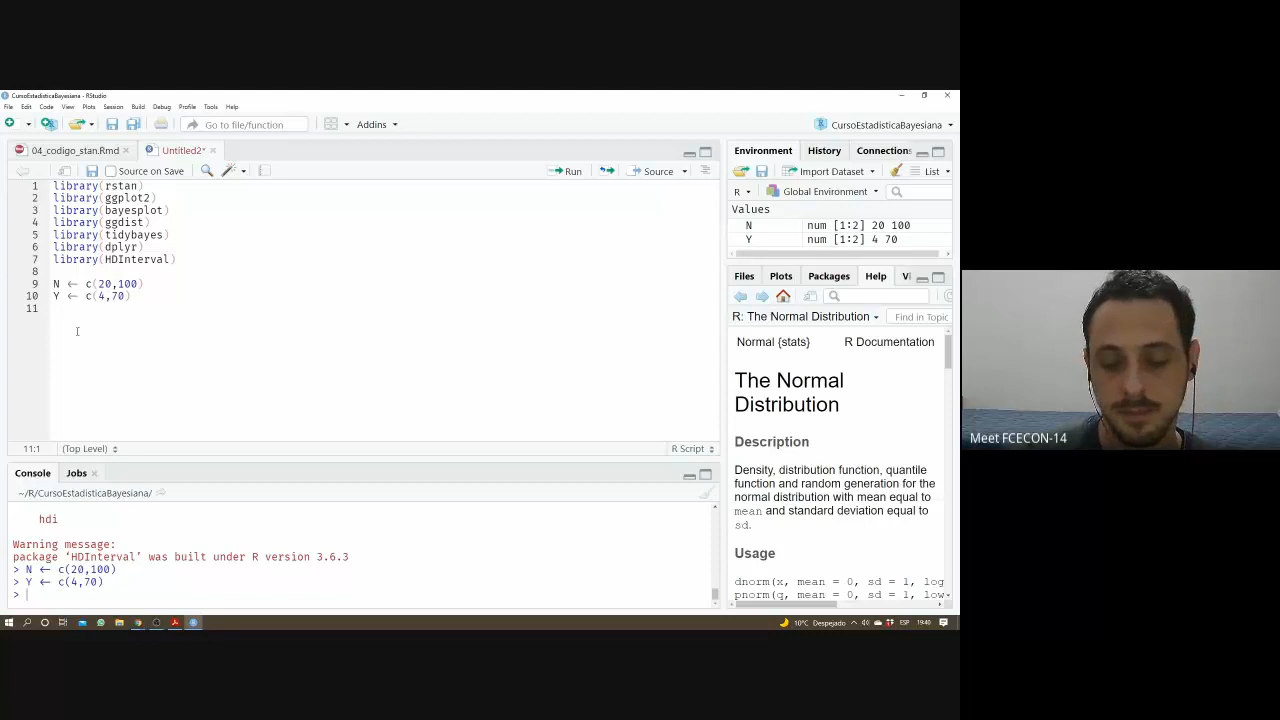 CursoEstadisticaBayesiana - RStudio
File Edit Code View Plots Session Build Debug Profile Tools Help
Go to file/function
Addins
CursoEstadisticaBayesiana
04_codigo_stan.Rmd
Untitled2*
Source on Save
Run
Source
1 library(rstan)
2 library(ggplot2)
3 library(bayesplot)
4 library(ggdist)
5 library(tidybayes)
6 library(dplyr)
7 library(HDInterval)
8
9 N ← c(20,100)
10 Y ← c(4,70)
11
11:1 (Top Level) R Script
Console Jobs
~/R/CursoEstadisticaBayesiana/
hdi
Warning message:
package ‘HDInterval’ was built under R version 3.6.3
> N ← c(20,100)
> Y ← c(4,70)
>
Environment History Connection
Import Dataset List
R Global Environment
Values
N num [1:2] 20 100
Y num [1:2] 4 70
Files Plots Packages Help Vi
R: The Normal Distribution Find in Topic
Normal {stats} R Documentation
The Normal
Distribution
Description
Density, distribution function, quantile
function and random generation for the
normal distribution with mean equal to
mean and standard deviation equal to
sd.
Usage
dnorm(x, mean = 0, sd = 1, log
pnorm(q, mean = 0, sd = 1, low
10°C Despejado ESP 19:40
Meet FCECON-14